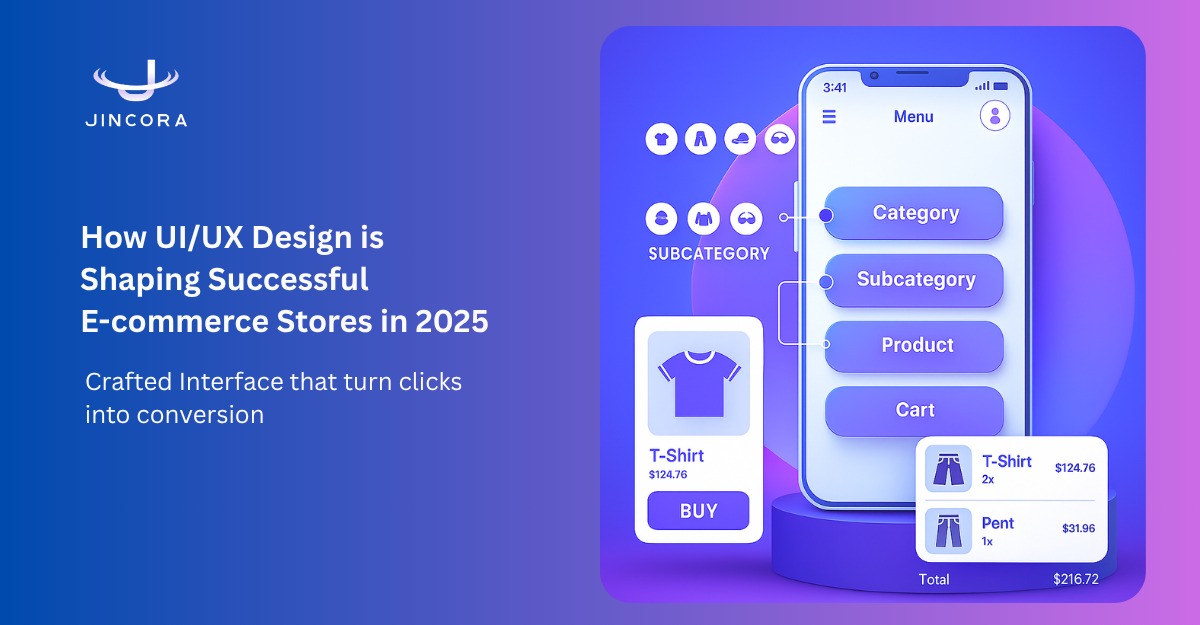 JINCORA
How UI/UX Design is
Shaping Successful
E-commerce Stores in 2025
Crafted Interface that turn clicks
into conversion
SUBCATEGORY
T-Shirt
$124.76
BUY
3:41
Menu
Category
Subcategory
Product
Cart
T-Shirt
2x
$124.76
Pent
1x
$31.96
Total
$216.72